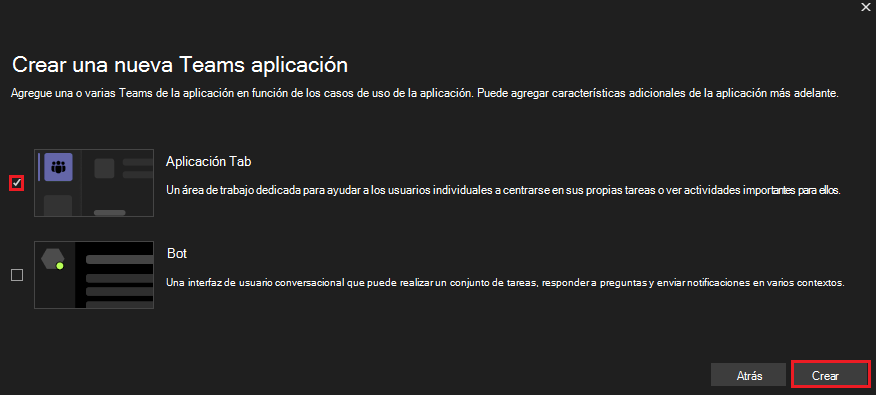 Crear una nueva Teams aplicación
Agregue una o varias Teams de la aplicación en función de los casos de uso de la aplicación. Puede agregar características adicionales de la aplicación más adelante.
Aplicación Tab
Un área de trabajo dedicada para ayudar a los usuarios individuales a centrarse en sus propias tareas o ver actividades importantes para ellos.
Bot
Una interfaz de usuario conversacional que puede realizar un conjunto de tareas, responder a preguntas y enviar notificaciones en varios contextos.
Atrás
Crear